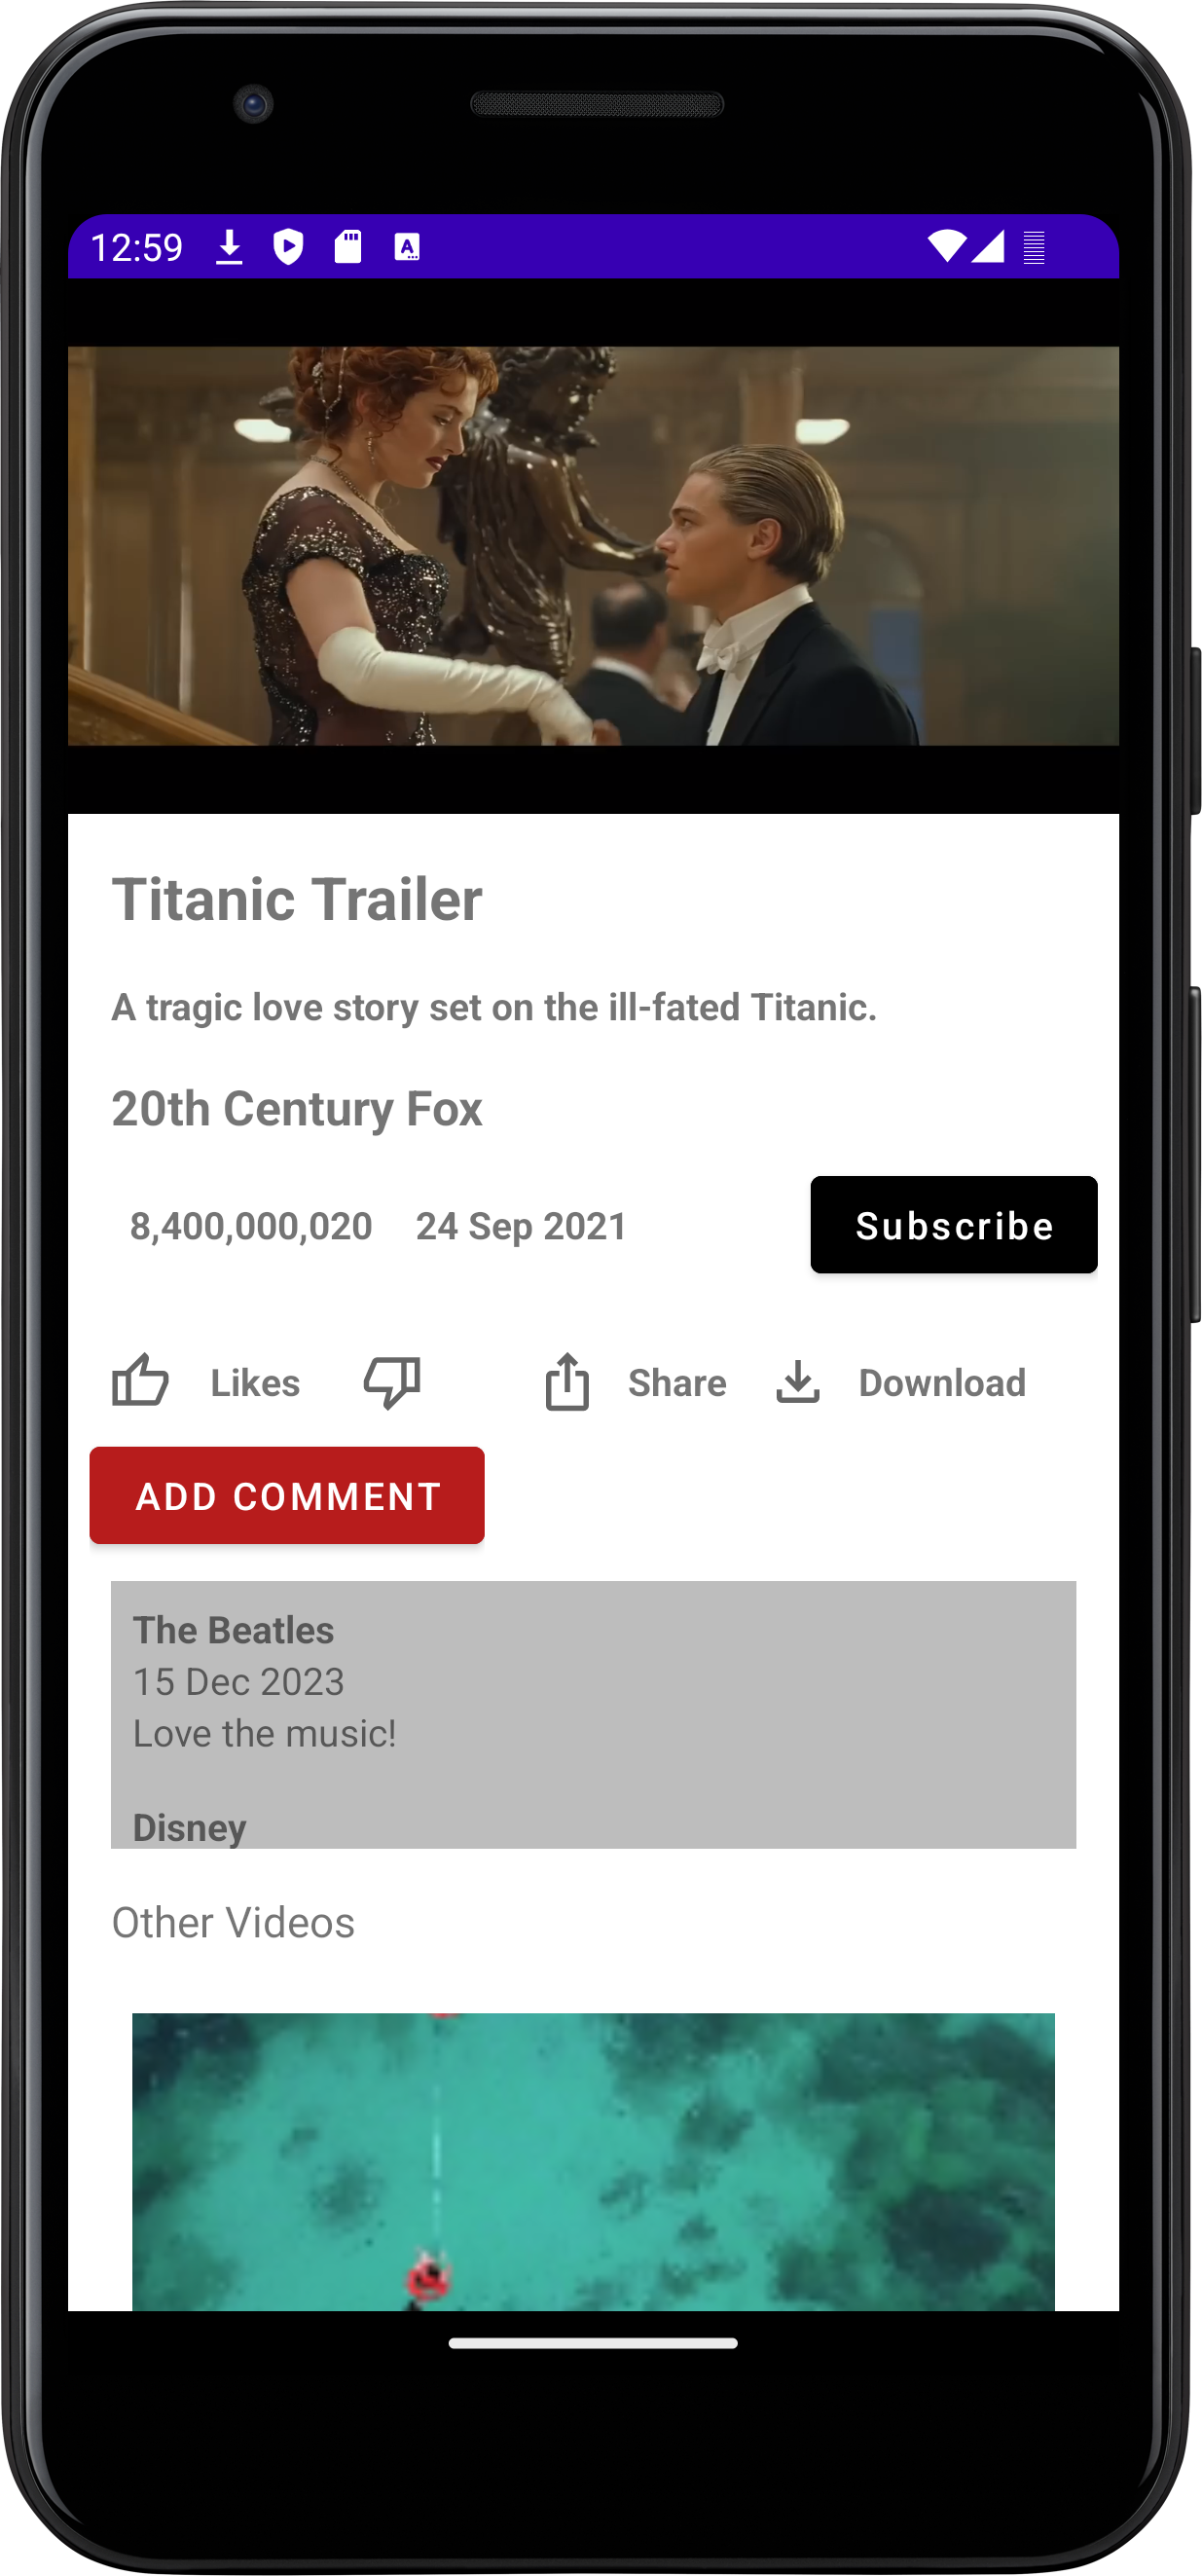 12:59
A
Titanic Trailer
A tragic love story set on the ill-fated Titanic.
20th Century Fox
8,400,000,020 24 Sep 2021 Subscribe
Likes Share Download
ADD COMMENT
The Beatles
15 Dec 2023
Love the music!
Disney
Other Videos